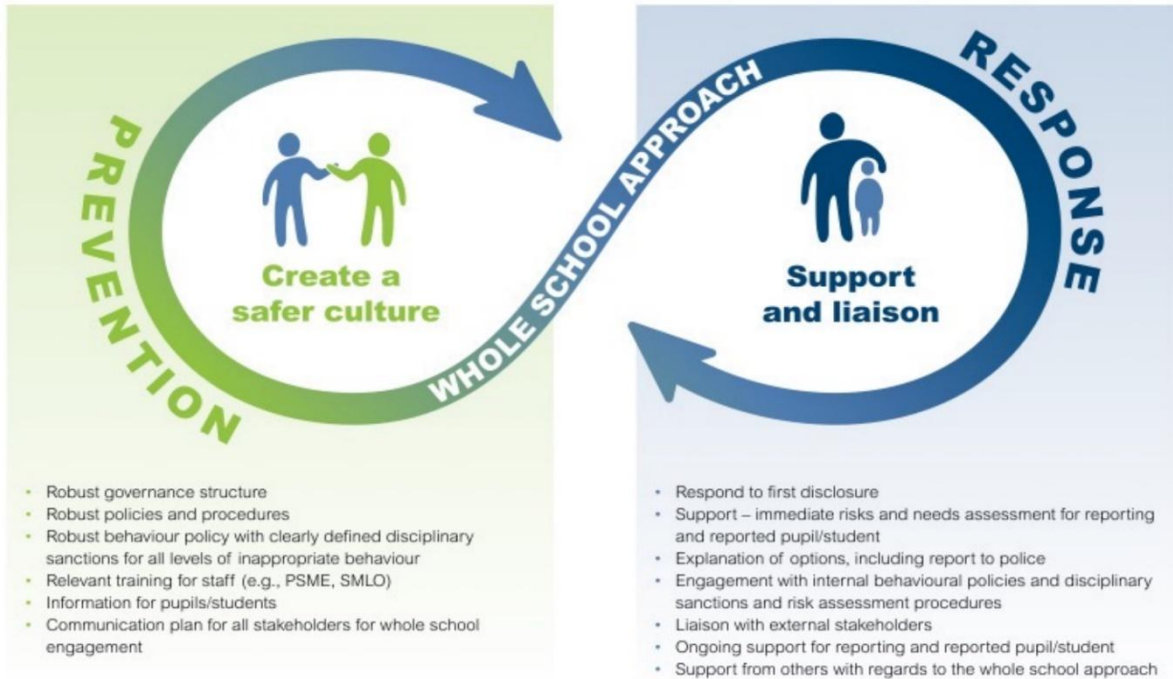 PREVENTION
Create a
safer culture
WHOLE SCHOOL APPROACH
RESPONSE
Support
and liaison
• Robust governance structure
• Robust policies and procedures
• Robust behaviour policy with clearly defined disciplinary
sanctions for all levels of inappropriate behaviour
• Relevant training for staff (e.g., PSME, SMLO)
• Information for pupils/students
• Communication plan for all stakeholders for whole school
engagement
• Respond to first disclosure
• Support – immediate risks and needs assessment for reporting
and reported pupil/student
• Explanation of options, including report to police
• Engagement with internal behavioural policies and disciplinary
sanctions and risk assessment procedures
• Liaison with external stakeholders
• Ongoing support for reporting and reported pupil/student
• Support from others with regards to the whole school approach